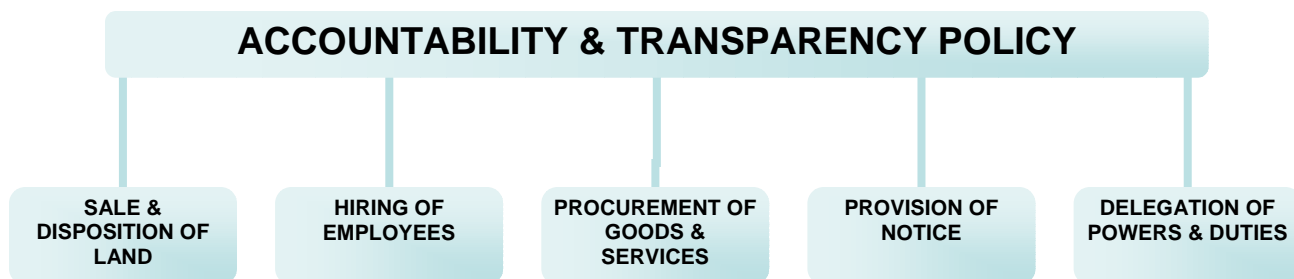 ACCOUNTABILITY & TRANSPARENCY POLICY
SALE &
DISPOSITION OF
LAND
HIRING OF
EMPLOYEES
PROCUREMENT OF
GOODS &
SERVICES
PROVISION OF
NOTICE
DELEGATION OF
POWERS & DUTIES